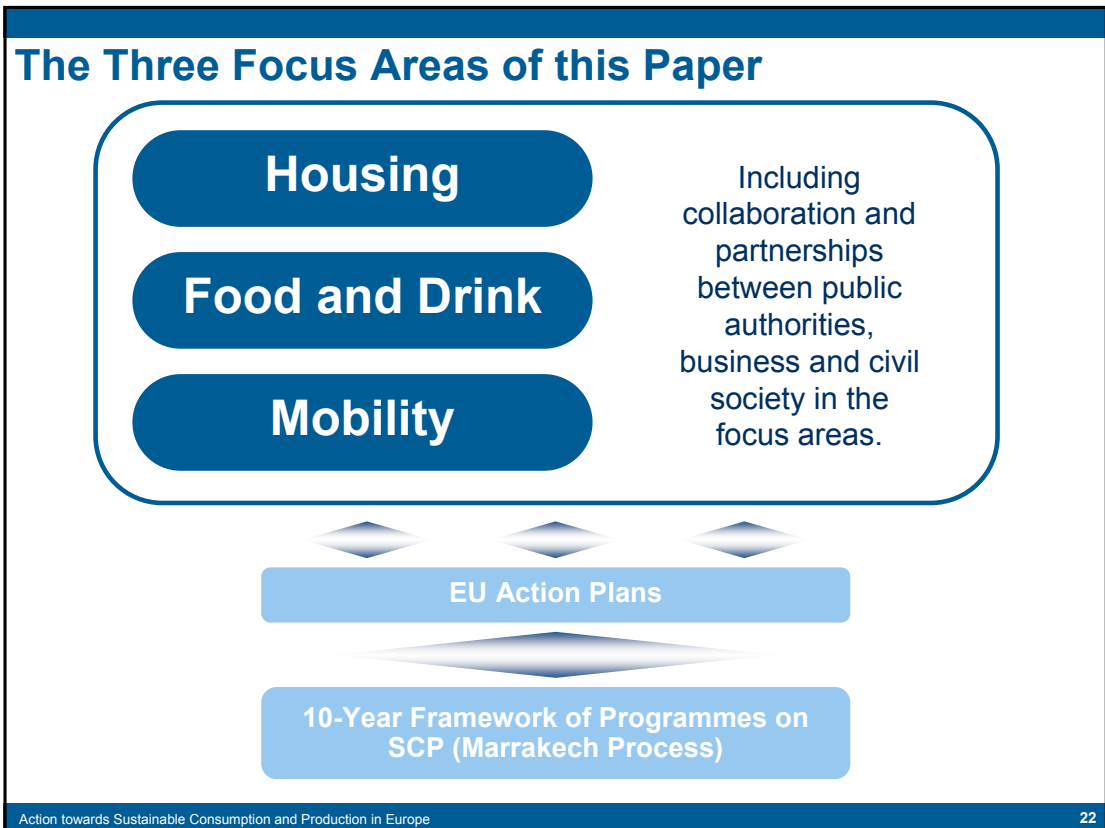 The Three Focus Areas of this Paper
Housing
Food and Drink
Mobility
Including
collaboration and
partnerships
between public
authorities,
business and civil
society in the
focus areas.
EU Action Plans
10-Year Framework of Programmes on
SCP (Marrakech Process)
Action towards Sustainable Consumption and Production in Europe
22